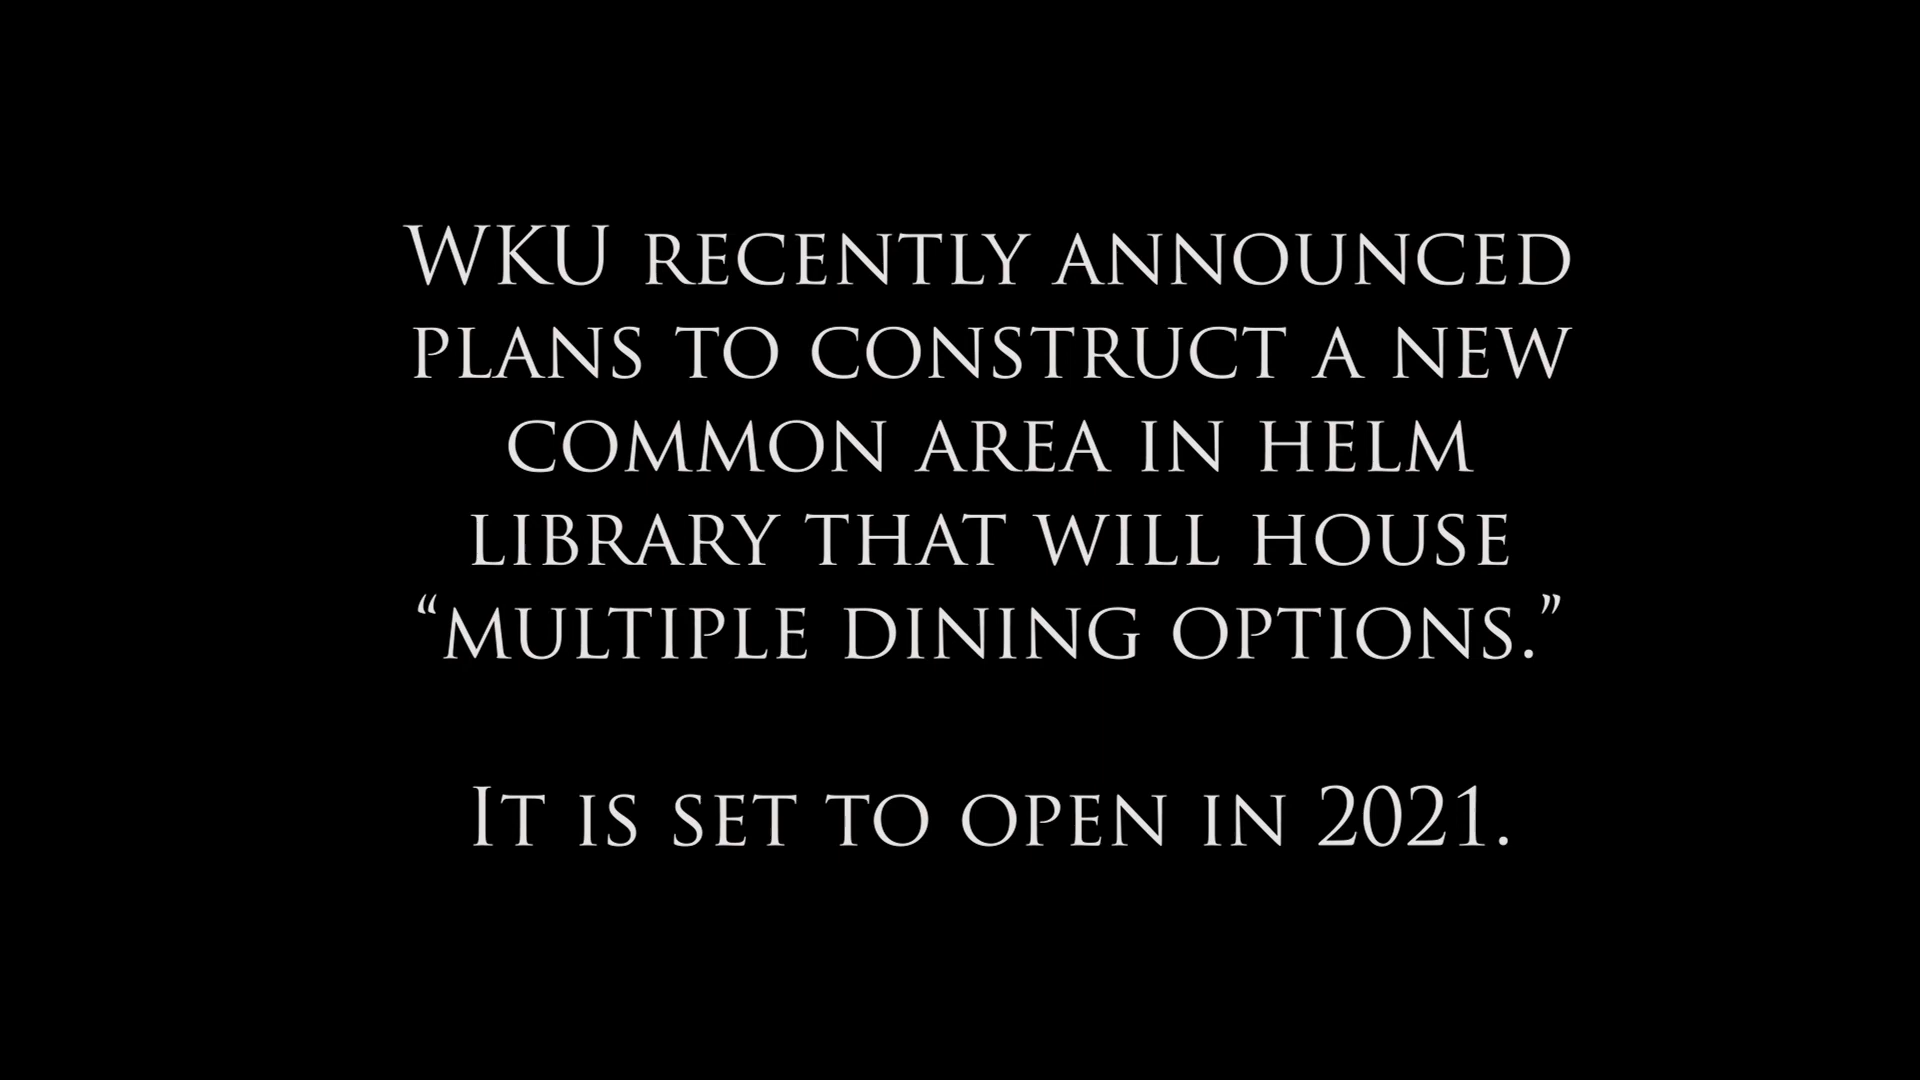 WKU RECENTLY ANNOUNCED
PLANS TO CONSTRUCT A NEW
COMMON AREA IN HELM
LIBRARY THAT WILL HOUSE
“MULTIPLE DINING OPTIONS.”
IT IS SET TO OPEN IN 2021.